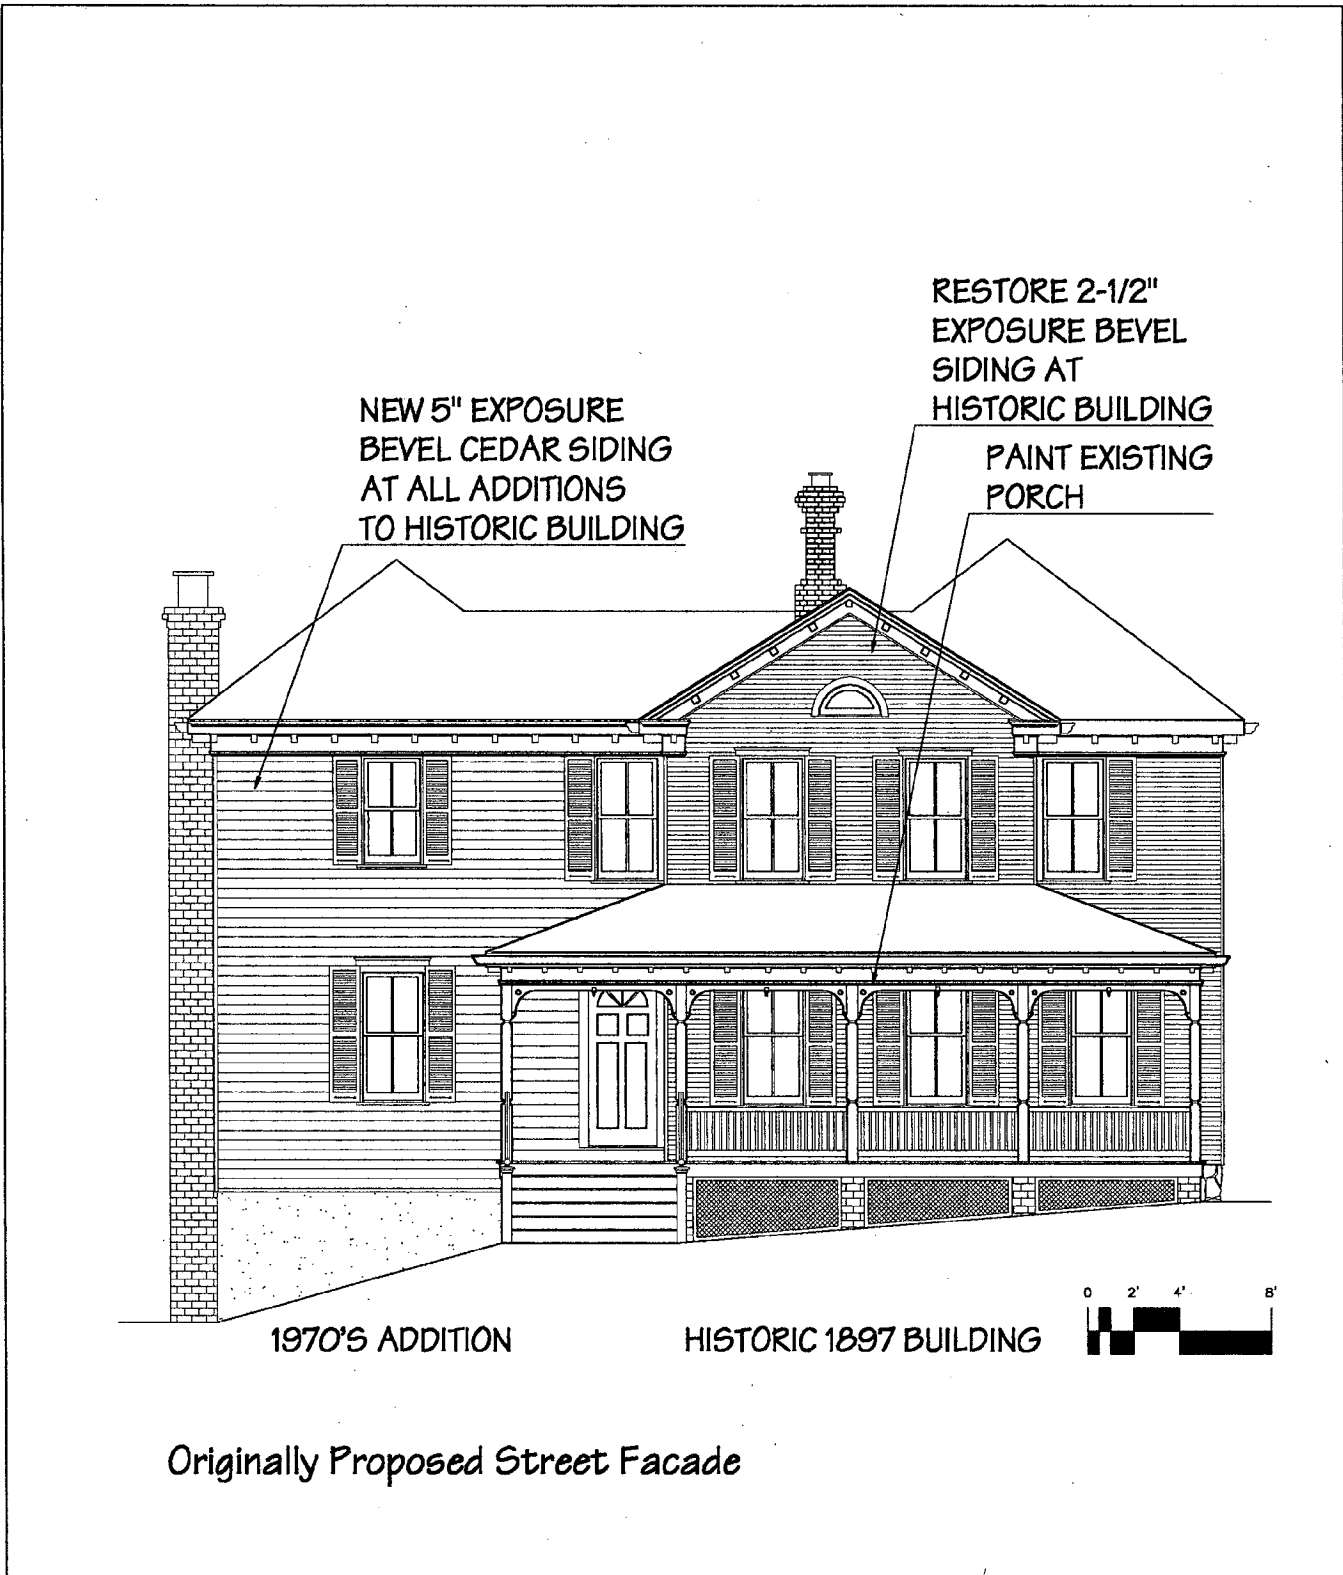 RESTORE 2-1/2"
EXPOSURE BEVEL
SIDING AT
HISTORIC BUILDING
NEW 5" EXPOSURE
BEVEL CEDAR SIDING
AT ALL ADDITIONS
TO HISTORIC BUILDING
PAINT EXISTING
PORCH
0 2' 4' 8'
1970'S ADDITION
HISTORIC 1897 BUILDING
Originally Proposed Street Facade